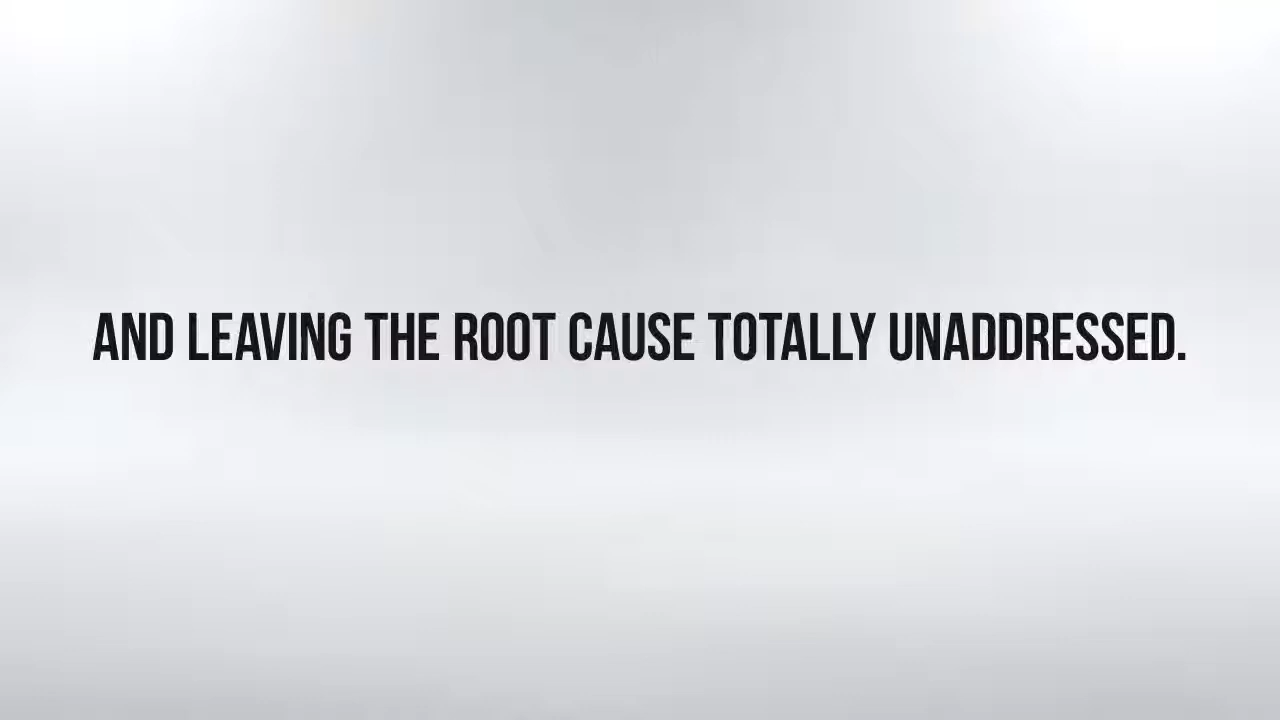 AND LEAVING THE ROOT CAUSE TOTALLY UNADDRESSED.